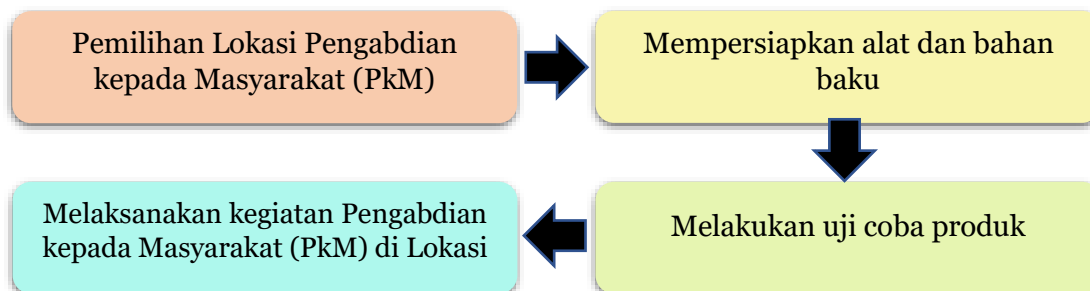 Pemilihan Lokasi Pengabdian
kepada Masyarakat (PkM)
Mempersiapkan alat dan bahan
baku
Melakukan uji coba produk
Melaksanakan kegiatan Pengabdian
kepada Masyarakat (PkM) di Lokasi